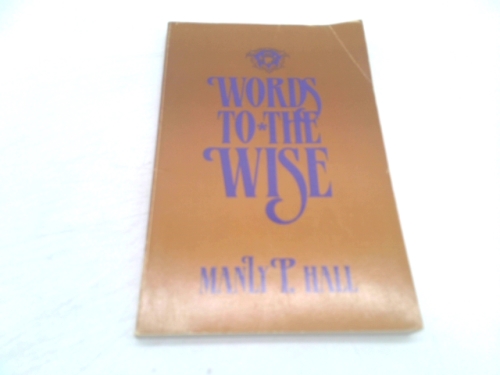 WORDS
TO THE
WISE
MANLY P. HALL